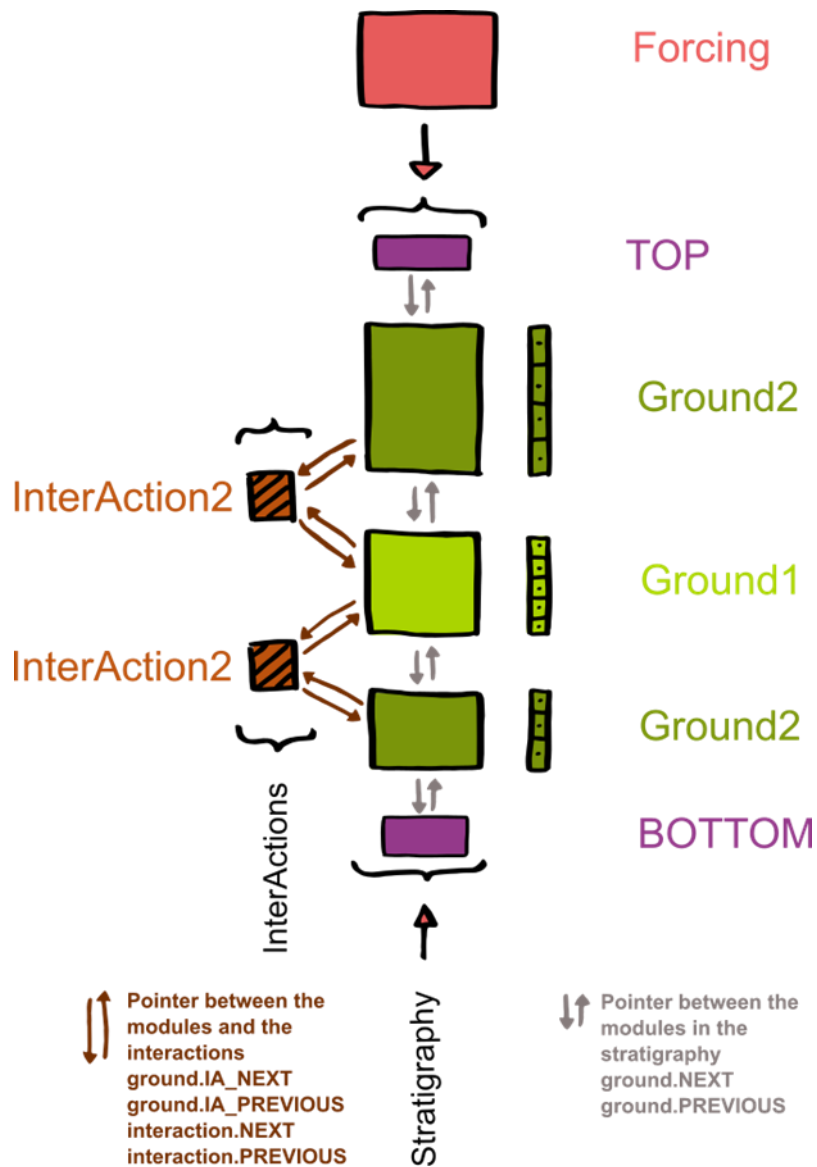 Forcing
TOP
Ground2
InterAction2
Ground1
InterAction2
Ground2
BOTTOM
InterActions
Stratigraphy
Pointer between the
modules and the
interactions
ground.IA_NEXT
ground.IA_PREVIOUS
interaction.NEXT
interaction.PREVIOUS
Pointer between the
modules in the
stratigraphy
ground.NEXT
ground.PREVIOUS